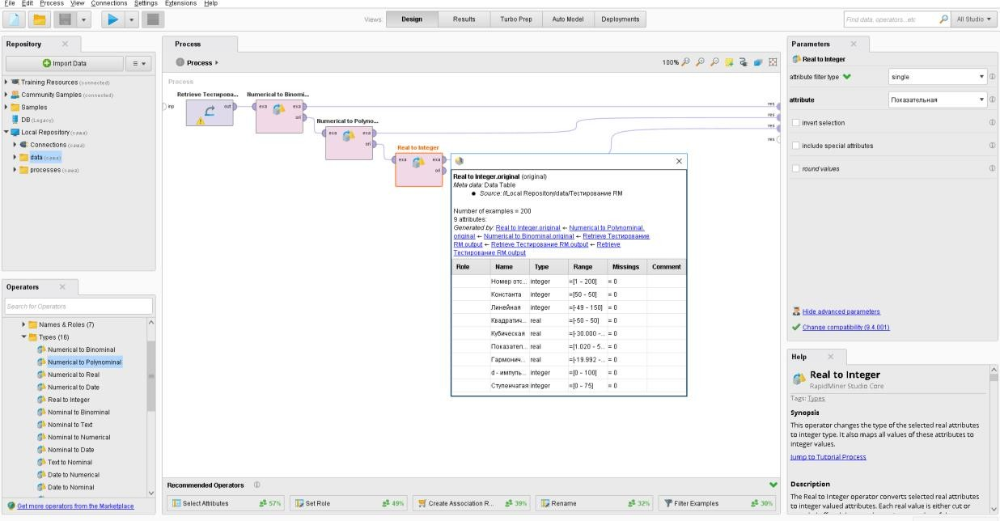 File Edit Process View Connections Settings Extensions Help
Views: Design Results Turbo Prep Auto Model Deployments
Find data, operators...etc All Studio
Repository
Import Data
Training Resources (connected)
Community Samples (connected)
Samples
DB (Legacy)
Local Repository (саша)
Connections (саша)
data (саша)
processes (саша)
Operators
Search for Operators
Names & Roles (7)
Types (16)
Numerical to Binominal
Numerical to Polynominal
Numerical to Real
Numerical to Date
Real to Integer
Nominal to Binominal
Nominal to Text
Nominal to Numerical
Nominal to Date
Text to Nominal
Date to Numerical
Date to Nominal
Get more operators from the Marketplace
Process
Process
100%
Process
Retrieve Тестирова...
inp out
Numerical to Binomi...
exa exa
ori
Numerical to Polyno...
exa exa
ori
Real to Integer
exa exa
ori
res
res
res
res
Real to Integer.original (original)
Meta data: Data Table
Source: //Local Repository/data/Тестирование RM
Number of examples = 200
9 attributes:
Generated by: Real to Integer.original ← Numerical to Polynominal.
original ← Numerical to Binominal.original ← Retrieve Тестирование
RM.output ← Retrieve Тестирование RM.output ← Retrieve
Тестирование RM.output
Role Name Type Range Missings Comment
Номер отс... integer =[1 - 200] = 0
Константа integer =[50 - 50] = 0
Линейная integer =[-49 - 150] = 0
Квадратич... real =[-50 - 50] = 0
Кубическая real =[-30.000 -... = 0
Показател... real =[1.020 - 5... = 0
Гармонич... real =[-19.992 -... = 0
d - импуль... integer =[0 - 100] = 0
Ступенчатая integer =[0 - 75] = 0
Recommended Operators
Select Attributes 57%
Set Role 49%
Create Association R... 39%
Rename 32%
Filter Examples 30%
Parameters
Real to Integer
attribute filter type single
attribute Показательная
invert selection
include special attributes
round values
Hide advanced parameters
Change compatibility (9.4.001)
Help
Real to Integer
RapidMiner Studio Core
Tags: Types
Synopsis
This operator changes the type of the selected real attributes
to integer type. It also maps all values of these attributes to
integer values.
Jump to Tutorial Process
Description
The Real to Integer operator converts selected real attributes
to integer valued attributes. Each real value is either cut or